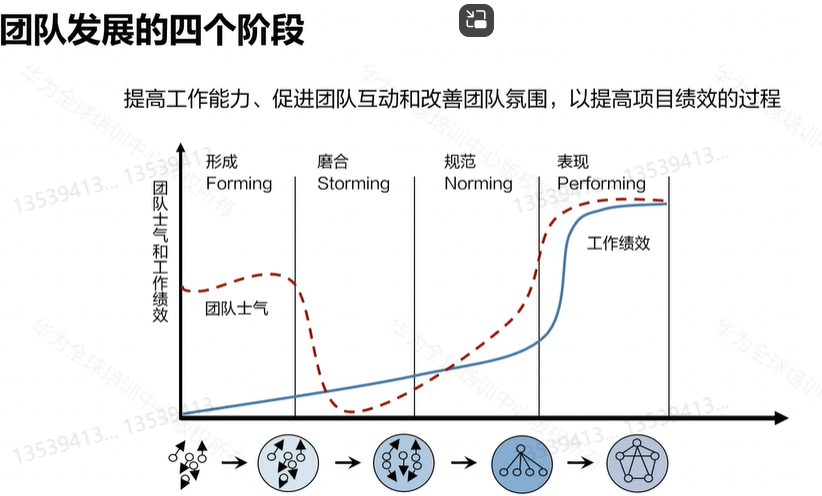 团队发展的四个阶段
提高工作能力、促进团队互动和改善团队氛围，以提高项目绩效的过程
形成
Forming
磨合
Storming
规范
Norming
表现
Performing
团队士气和工作绩效
团队士气
工作绩效
华为全球培训中心版权所有
13539413...